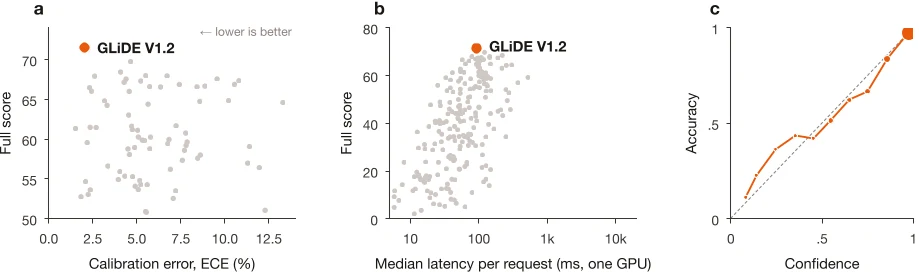 a
← lower is better
GLiDE V1.2
Full score
70
65
60
55
50
0.0 2.5 5.0 7.5 10.0 12.5
Calibration error, ECE (%)
b
GLiDE V1.2
Full score
80
60
40
20
0
10 100 1k 10k
Median latency per request (ms, one GPU)
c
Accuracy
1
.5
0
0 .5 1
Confidence